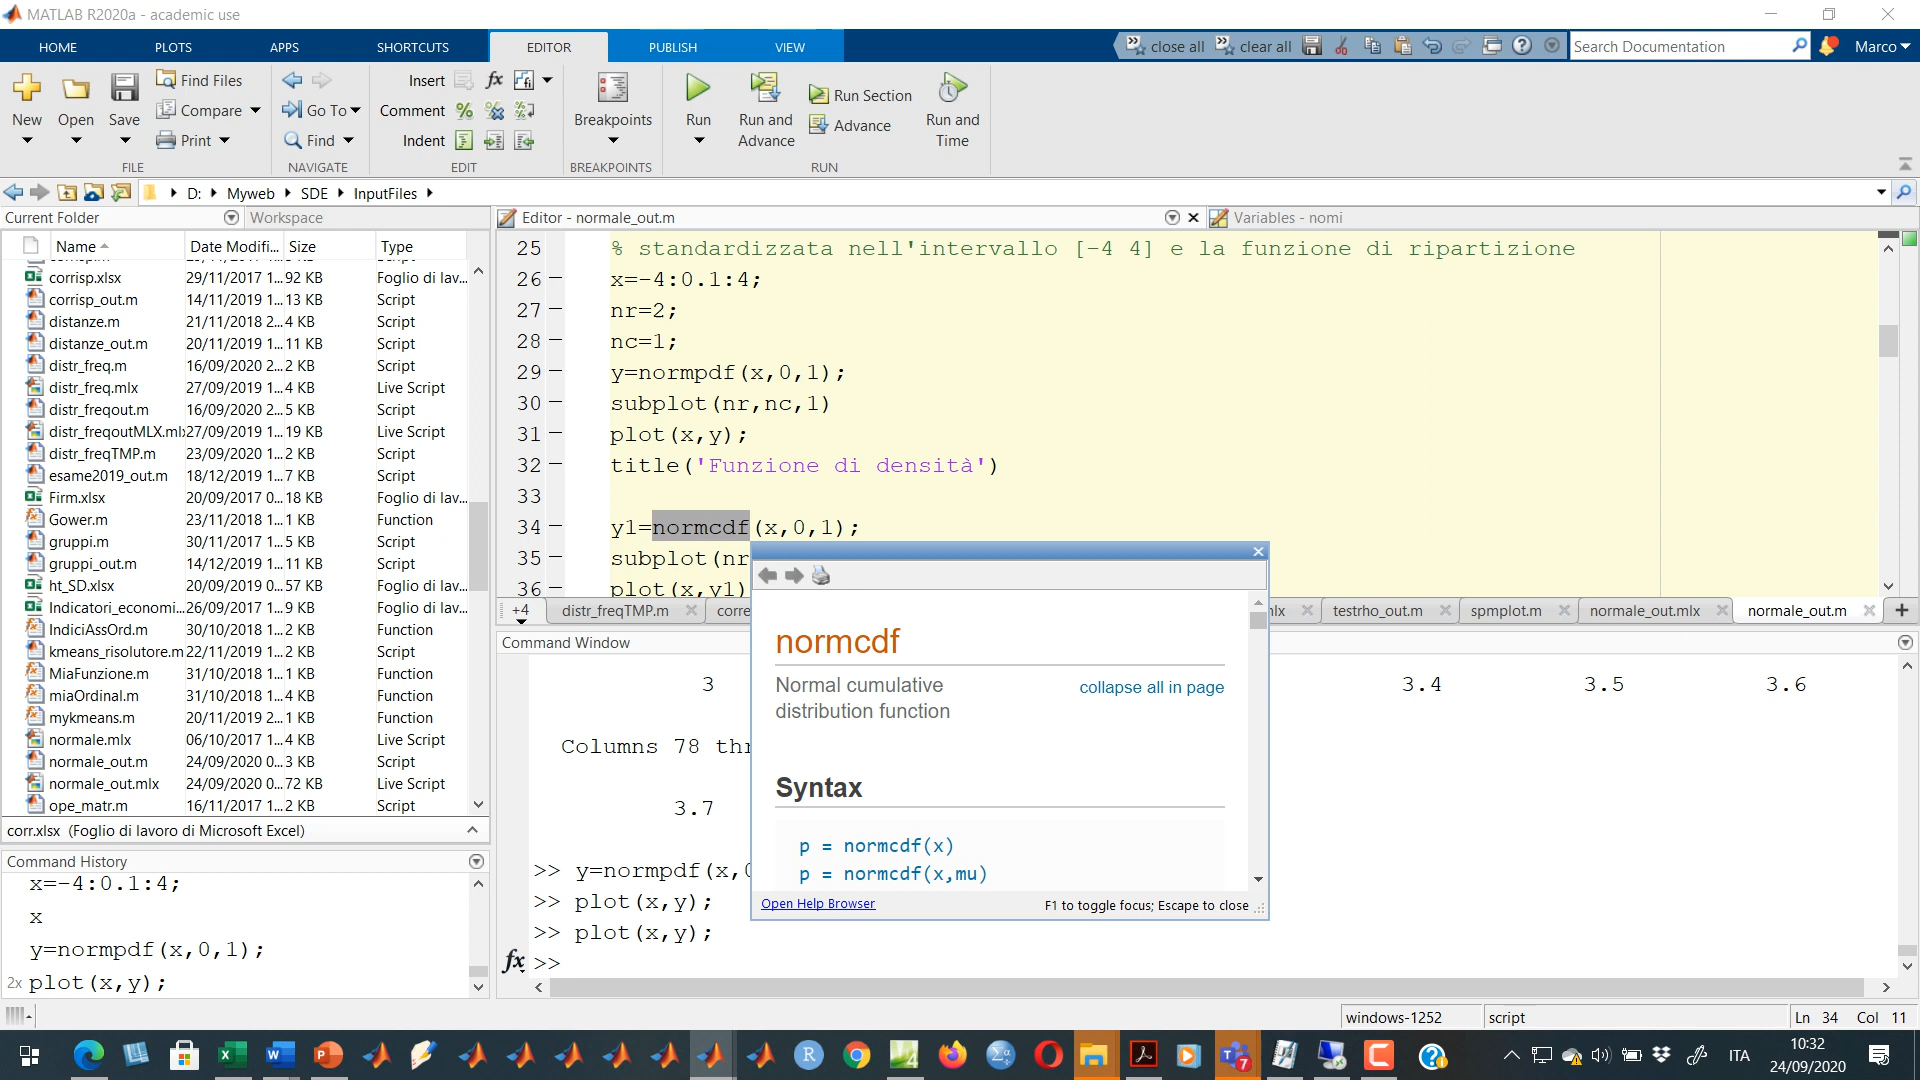 MATLAB R2020a - academic use
HOME PLOTS APPS SHORTCUTS EDITOR PUBLISH VIEW close all clear all Search Documentation Marco
New Open Save Find Files Compare Print
Go To Find
Insert Comment Indent
Breakpoints
Run Run and Advance Run Section Advance Run and Time
FILE NAVIGATE EDIT BREAKPOINTS RUN
D: Myweb SDE InputFiles
Current Folder Workspace
Name Date Modifi... Size Type
corrisp.xlsx 29/11/2017 1... 92 KB Foglio di lav...
corrisp_out.m 14/11/2019 1... 13 KB Script
distanze.m 21/11/2018 2... 4 KB Script
distanze_out.m 20/11/2019 1... 11 KB Script
distr_freq.m 16/09/2020 2... 2 KB Script
distr_freq.mlx 27/09/2019 1... 4 KB Live Script
distr_freqout.m 16/09/2020 2... 5 KB Script
distr_freqoutMLX.ml 27/09/2019 1... 19 KB Live Script
distr_freqTMP.m 23/09/2020 1... 2 KB Script
esame2019_out.m 18/12/2019 1... 7 KB Script
Firm.xlsx 20/09/2017 0... 18 KB Foglio di lav...
Gower.m 23/11/2018 1... 1 KB Function
gruppi.m 30/11/2017 1... 5 KB Script
gruppi_out.m 14/12/2019 1... 11 KB Script
ht_SD.xlsx 20/09/2019 0... 57 KB Foglio di lav...
Indicatori_economi... 26/09/2017 1... 9 KB Foglio di lav...
IndiciAssOrd.m 30/10/2018 1... 2 KB Function
kmeans_risolutore.m 22/11/2019 1... 2 KB Script
MiaFunzione.m 31/10/2018 1... 4 KB Function
miaOrdinal.m 31/10/2018 1... 4 KB Function
mykmeans.m 20/11/2019 2... 1 KB Function
normale.mlx 06/10/2017 1... 4 KB Live Script
normale_out.m 24/09/2020 0... 3 KB Script
normale_out.mlx 24/09/2020 0... 72 KB Live Script
ope_matr.m 16/11/2017 1... 2 KB Script
corr.xlsx (Foglio di lavoro di Microsoft Excel)
Command History
x=-4:0.1:4;
x
y=normpdf(x,0,1);
2x plot(x,y);
Editor - normale_out.m Variables - nomi
25 % standardizzata nell'intervallo [-4 4] e la funzione di ripartizione
26 - x=-4:0.1:4;
27 - nr=2;
28 - nc=1;
29 - y=normpdf(x,0,1);
30 - subplot(nr,nc,1)
31 - plot(x,y);
32 - title('Funzione di densità')
33
34 - y1=normcdf(x,0,1);
35 - subplot(nr
36 - plot(x,y1)
+4 distr_freqTMP.m corre lx testrho_out.m spmplot.m normale_out.mlx normale_out.m
Command Window
3 3.4 3.5 3.6
Columns 78 thr
3.7
>> y=normpdf(x,0
>> plot(x,y);
>> plot(x,y);
fx >>
normcdf
Normal cumulative distribution function
collapse all in page
Syntax
p = normcdf(x)
p = normcdf(x,mu)
Open Help Browser F1 to toggle focus; Escape to close
windows-1252 script Ln 34 Col 11
ITA 10:32
24/09/2020